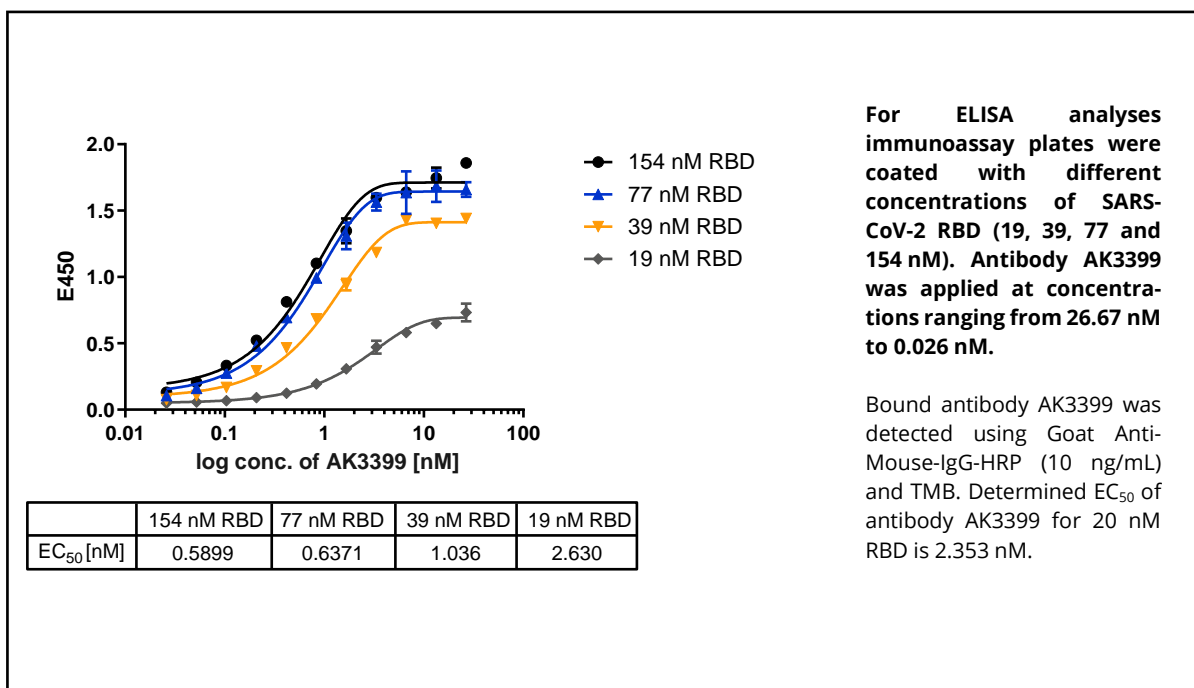 2.0
1.5
1.0
0.5
0.0
E450
0.01 0.1 1 10 100
log conc. of AK3399 [nM]
154 nM RBD
77 nM RBD
39 nM RBD
19 nM RBD
154 nM RBD 77 nM RBD 39 nM RBD 19 nM RBD
EC50 [nM] 0.5899 0.6371 1.036 2.630
For ELISA analyses
immunoassay plates were
coated with different
concentrations of SARS-
CoV-2 RBD (19, 39, 77 and
154 nM). Antibody AK3399
was applied at concentra-
tions ranging from 26.67 nM
to 0.026 nM.
Bound antibody AK3399 was
detected using Goat Anti-
Mouse-IgG-HRP (10 ng/mL)
and TMB. Determined EC50 of
antibody AK3399 for 20 nM
RBD is 2.353 nM.